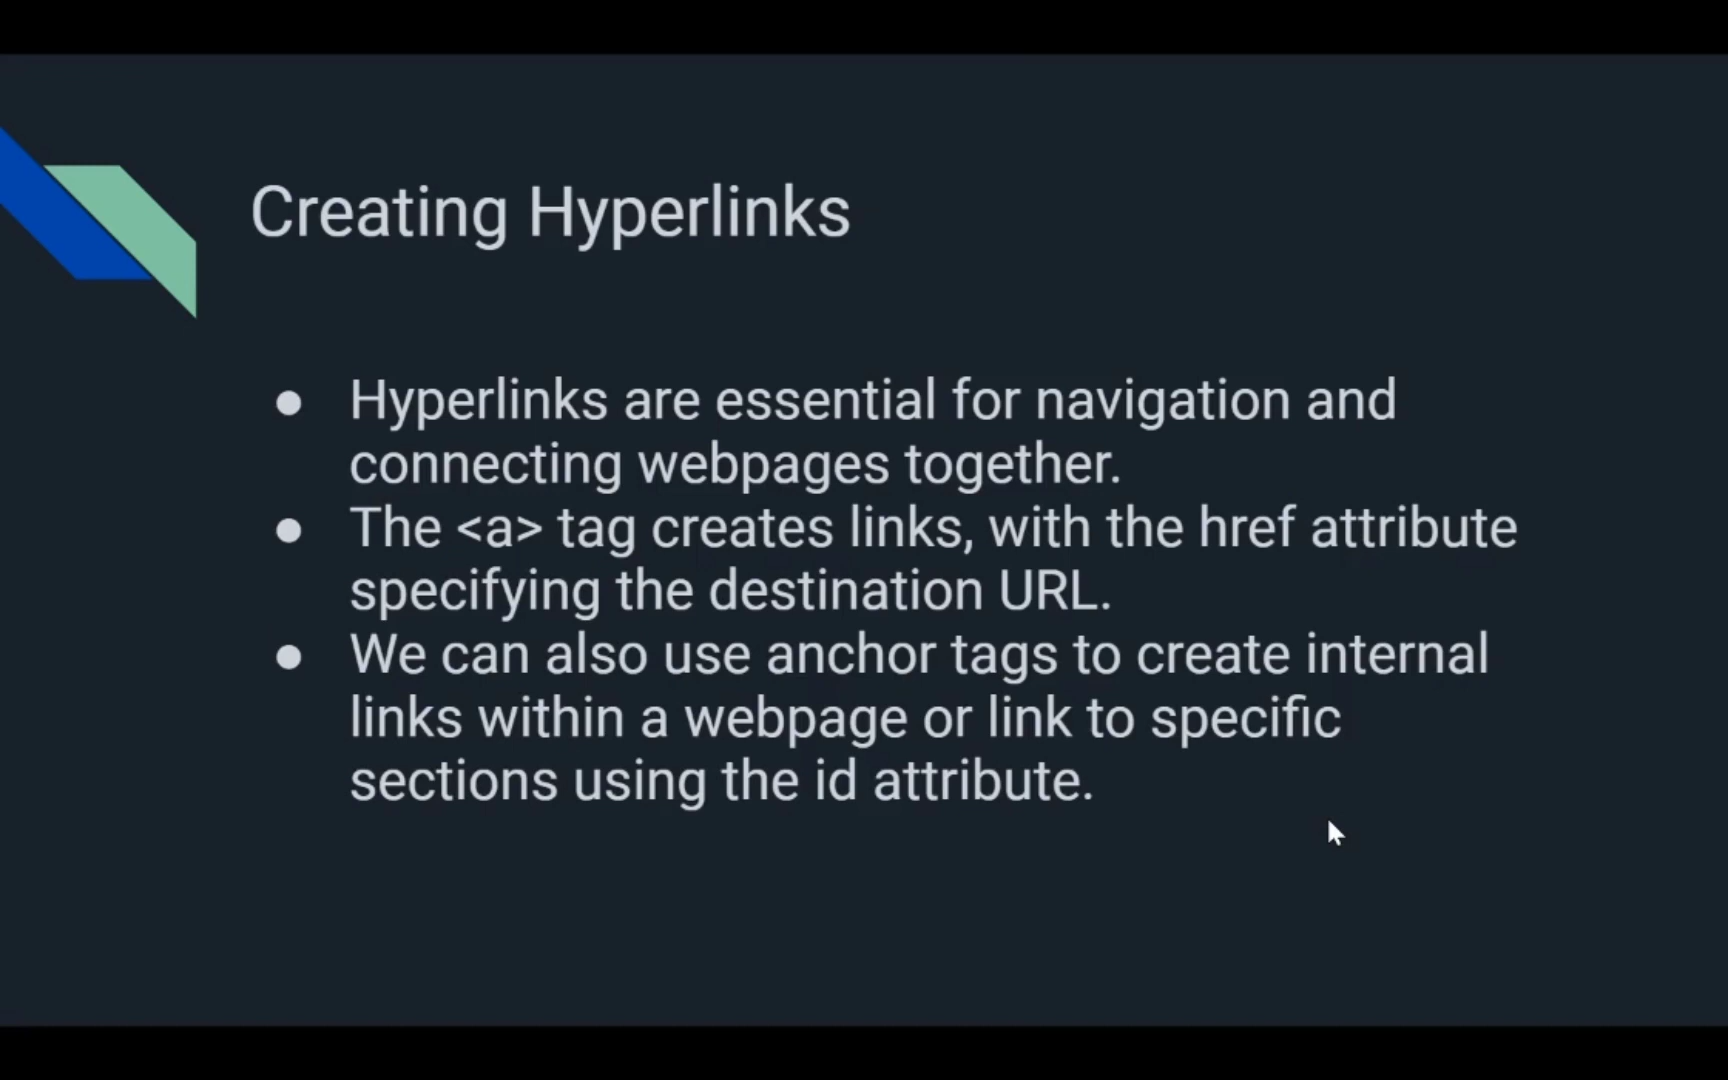 Creating Hyperlinks
● Hyperlinks are essential for navigation and
connecting webpages together.
● The <a> tag creates links, with the href attribute
specifying the destination URL.
● We can also use anchor tags to create internal
links within a webpage or link to specific
sections using the id attribute.